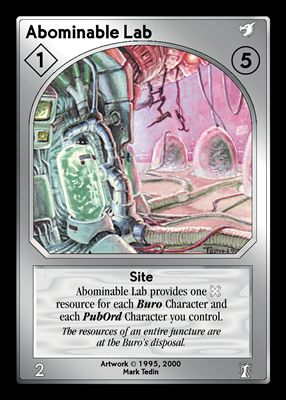 Abominable Lab
1
5
Site
Abominable Lab provides one
resource for each Buro Character and
each PubOrd Character you control.
The resources of an entire juncture are
at the Buro's disposal.
2
Artwork © 1995, 2000
Mark Tedin